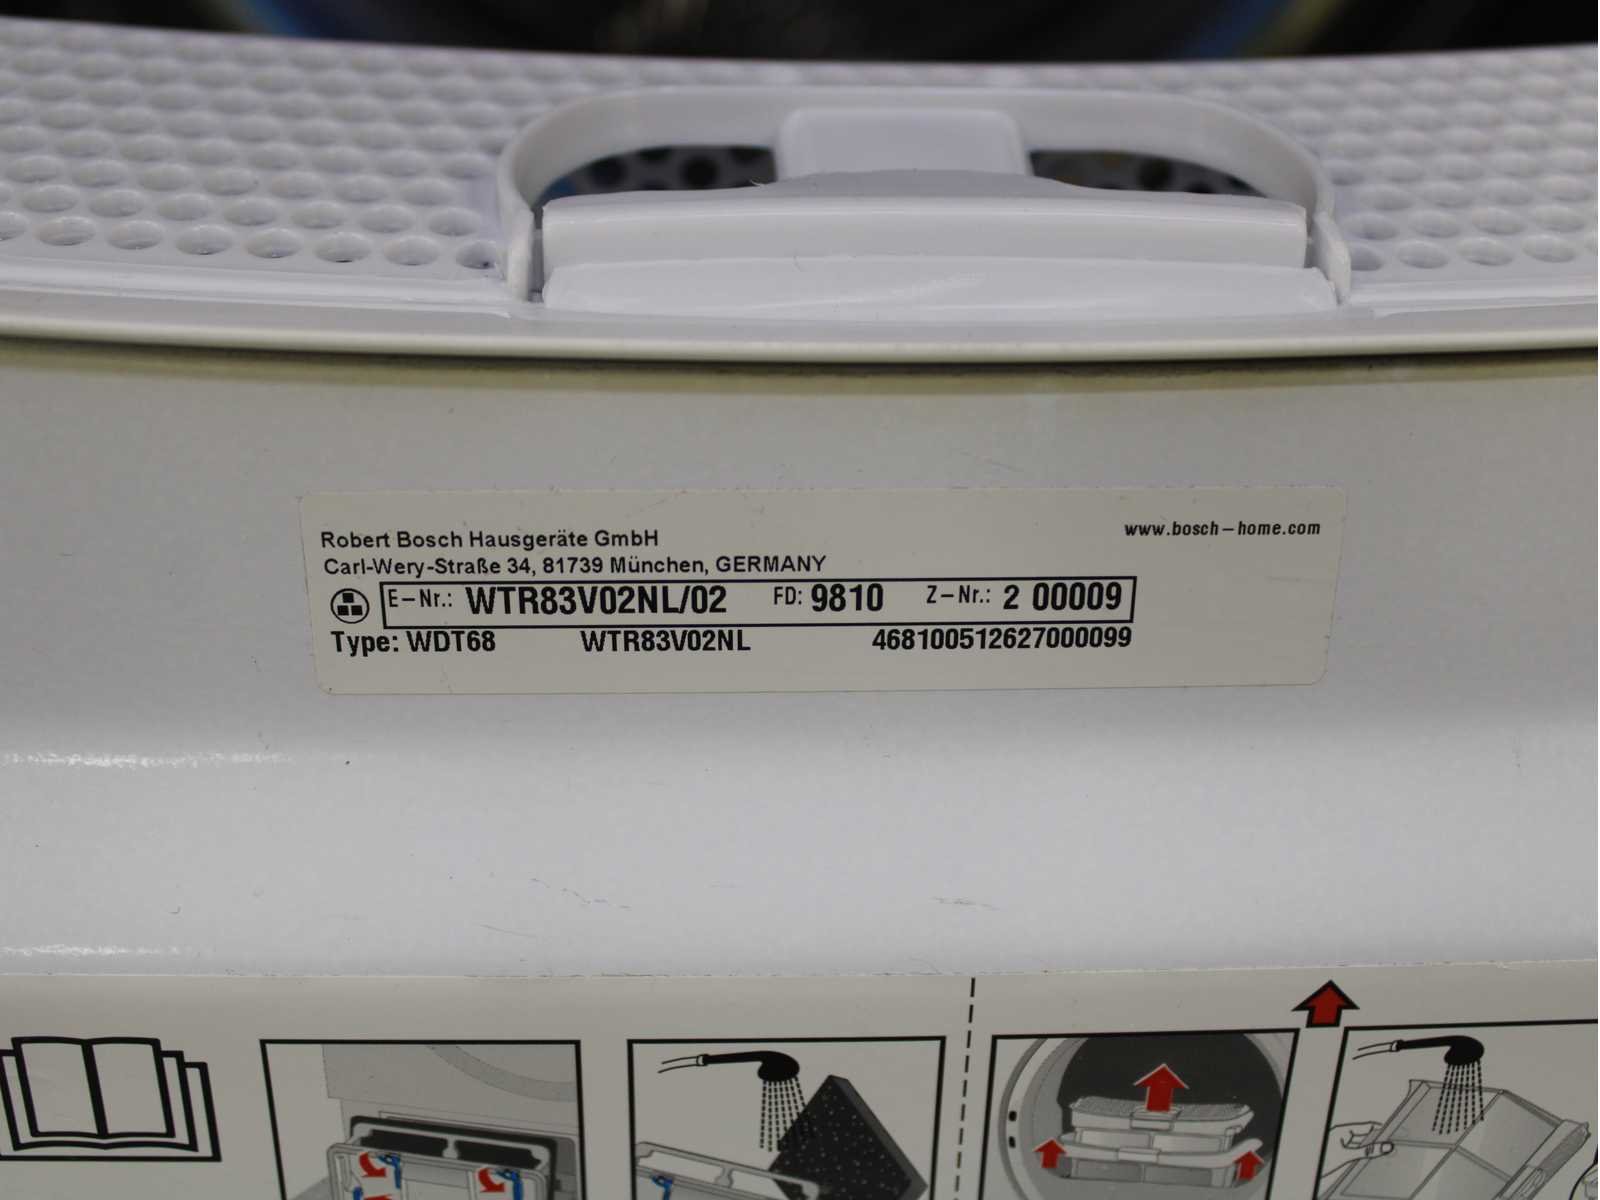 Robert Bosch Hausgeräte GmbH
www.bosch-home.com
Carl-Wery-Straße 34, 81739 München, GERMANY
E-Nr.: WTR83V02NL/02 FD: 9810 Z-Nr.: 2 00009
Type: WDT68 WTR83V02NL 468100512627000099